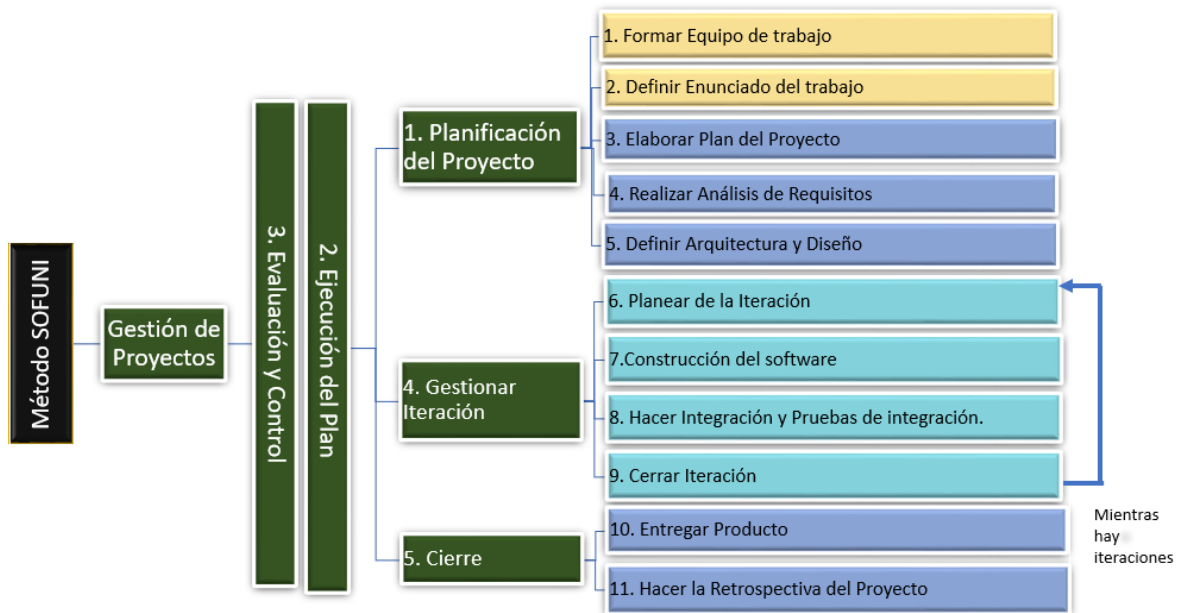 Método SOFUNI
Gestión de
Proyectos
3. Evaluación y Control
2. Ejecución del Plan
1. Planificación
del Proyecto
1. Formar Equipo de trabajo
2. Definir Enunciado del trabajo
3. Elaborar Plan del Proyecto
4. Realizar Análisis de Requisitos
5. Definir Arquitectura y Diseño
4. Gestionar
Iteración
6. Planear de la Iteración
7.Construcción del software
8. Hacer Integración y Pruebas de integración.
9. Cerrar Iteración
Mientras
hay
iteraciones
5. Cierre
10. Entregar Producto
11. Hacer la Retrospectiva del Proyecto